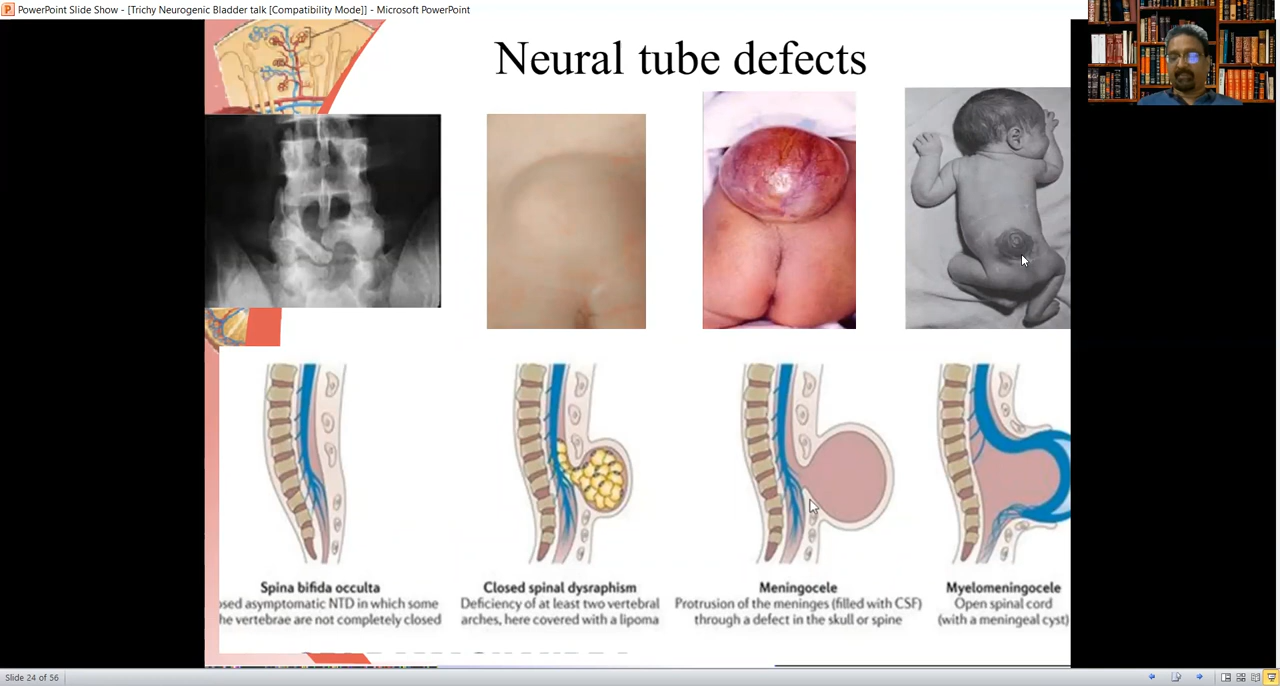 PowerPoint Slide Show - [Trichy Neurogenic Bladder talk [Compatibility Mode]] - Microsoft PowerPoint
Neural tube defects
Spina bifida occulta
sed asymptomatic NTD in which some
he vertebrae are not completely closed
Closed spinal dysraphism
Deficiency of at least two vertebral
arches, here covered with a lipoma
Meningocele
Protrusion of the meninges (filled with CSF)
through a defect in the skull or spine
Myelomeningocele
Open spinal cord
(with a meningeal cyst)
Slide 24 of 56